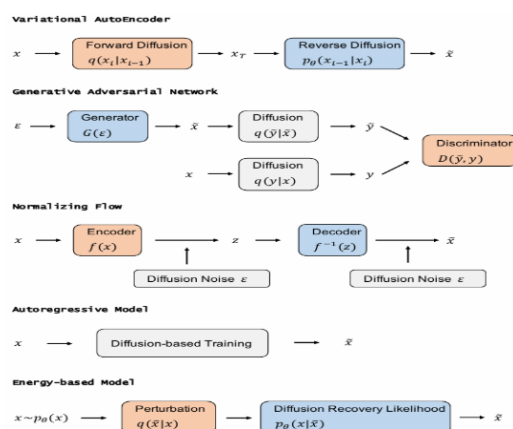 Variational AutoEncoder
x Forward Diffusion x_T Reverse Diffusion x̃
q(x_i|x_{i-1}) p_θ(x_{i-1}|x_i)
Generative Adversarial Network
ε Generator x̃ Diffusion ỹ
G(ε) q(ỹ|x̃)
Discriminator
D(ỹ, y)
x Diffusion y
q(y|x)
Normalizing Flow
x Encoder z Decoder x̃
f(x) f⁻¹(z)
Diffusion Noise ε Diffusion Noise ε
Autoregressive Model
x Diffusion-based Training x̃
Energy-based Model
x~p_θ(x) Perturbation Diffusion Recovery Likelihood x̃
q(x̃|x) p_θ(x|x̃)